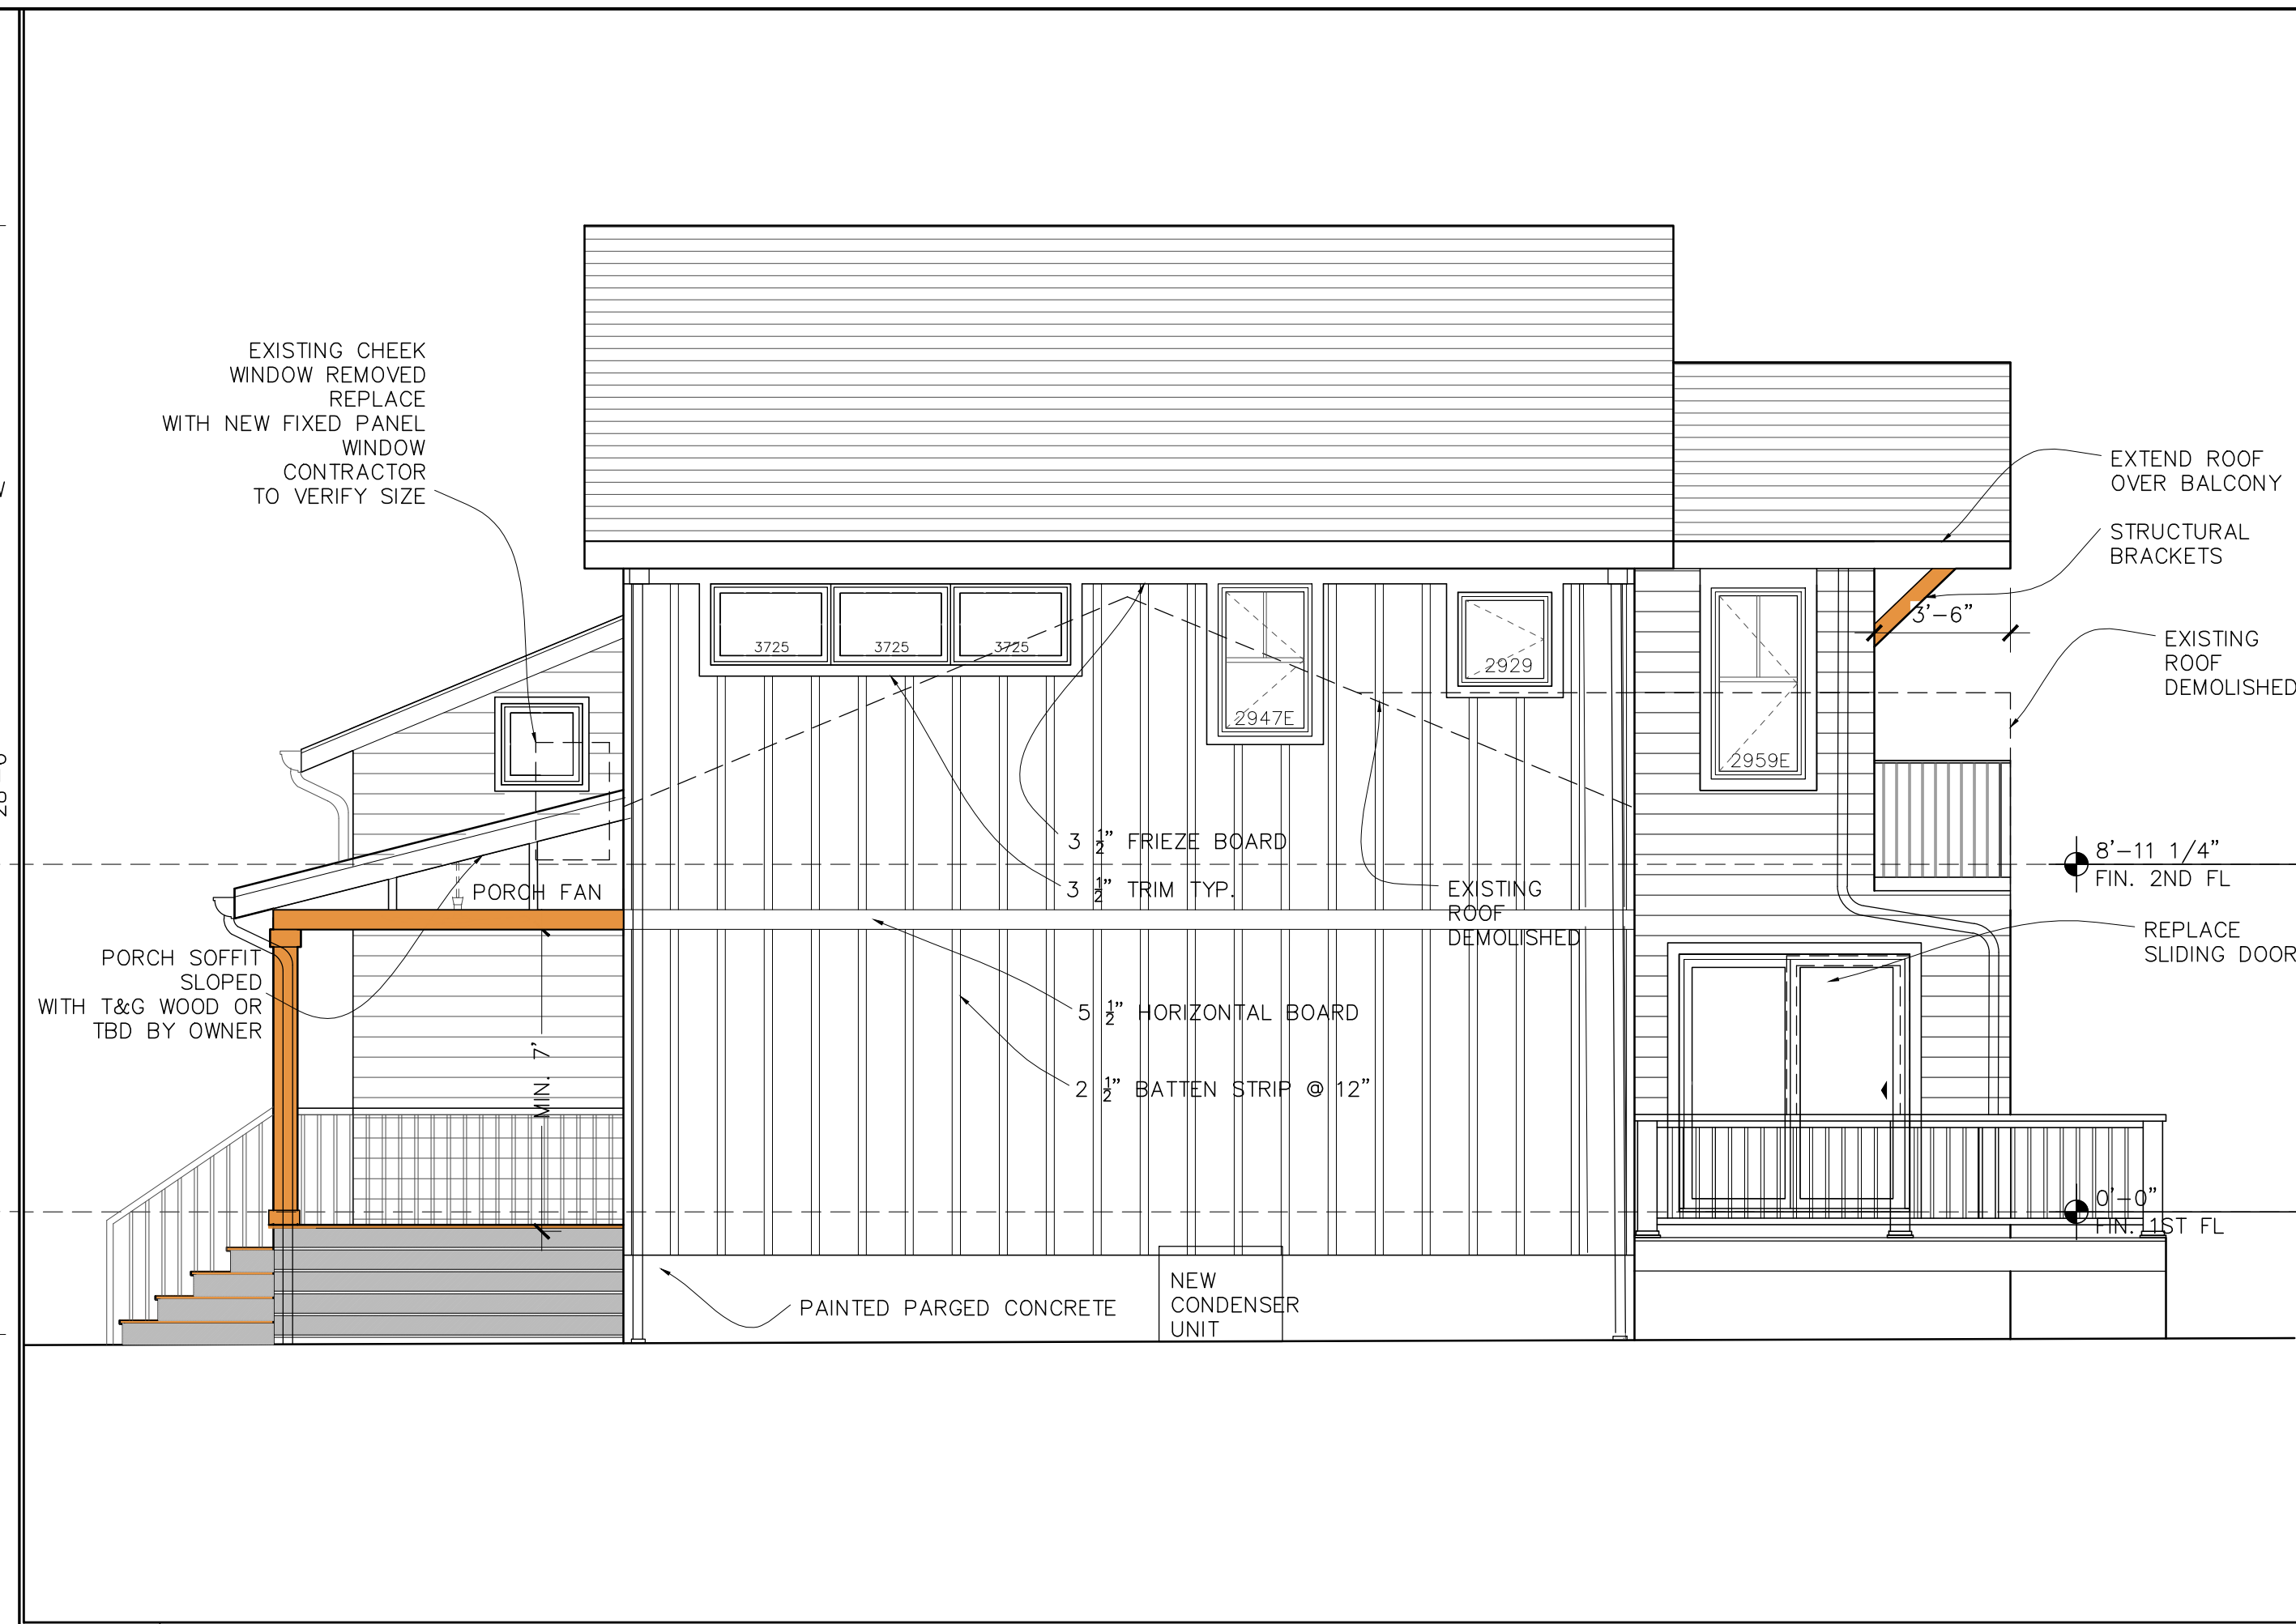 EXISTING CHEEK
WINDOW REMOVED
REPLACE
WITH NEW FIXED PANEL
WINDOW
CONTRACTOR
TO VERIFY SIZE
EXTEND ROOF
OVER BALCONY
STRUCTURAL
BRACKETS
3'-6"
EXISTING
ROOF
DEMOLISHED
3725
3725
3725
2947E
2929
2959E
3 1/2" FRIEZE BOARD
3 1/2" TRIM TYP.
EXISTING
ROOF
DEMOLISHED
8'-11 1/4"
FIN. 2ND FL
PORCH FAN
REPLACE
SLIDING DOOR
PORCH SOFFIT
SLOPED
WITH T&G WOOD OR
TBD BY OWNER
5 1/2" HORIZONTAL BOARD
MIN. 7'
2 1/2" BATTEN STRIP @ 12"
0'-0"
FIN. 1ST FL
NEW
CONDENSER
UNIT
PAINTED PARGED CONCRETE